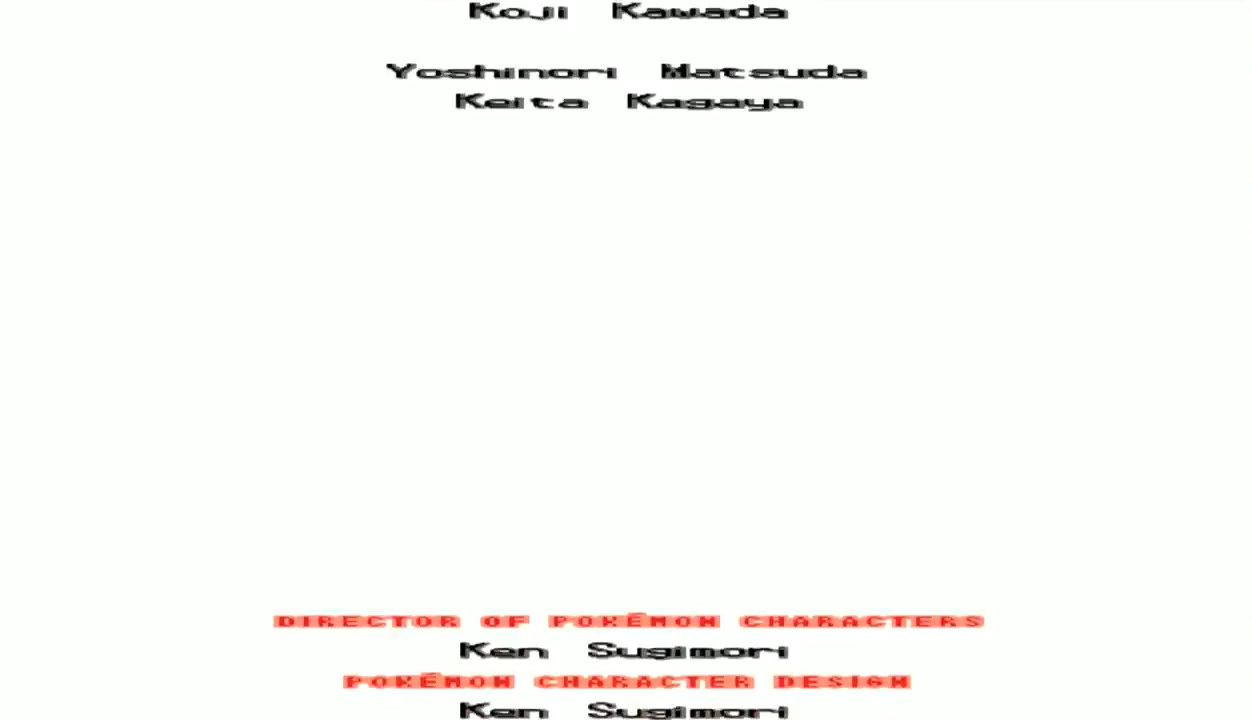 Koji Kawada
Yoshinori Matsuda
Keita Kagaya
DIRECTOR OF POKÉMON CHARACTERS
Ken Sugimori
POKÉMON CHARACTER DESIGN
Ken Sugimori